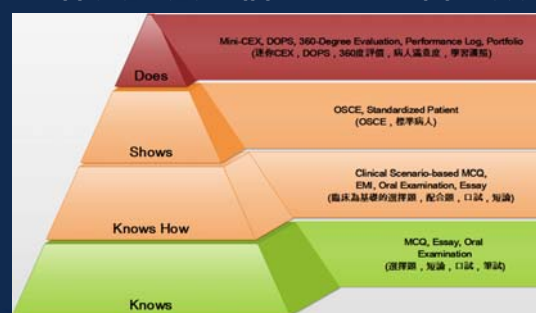 Does
Mini-CEX, DOPS, 360-Degree Evaluation, Performance Log, Portfolio
(迷你CEX，DOPS，360度評價，病人滿意度，學習護照)
Shows
OSCE, Standardized Patient
(OSCE，標準病人)
Knows How
Clinical Scenario-based MCQ,
EMI, Oral Examination, Essay
(臨床為基礎的選擇題，配合題，口試，短論)
Knows
MCQ, Essay, Oral
Examination
(選擇題，短論，口試，筆試)